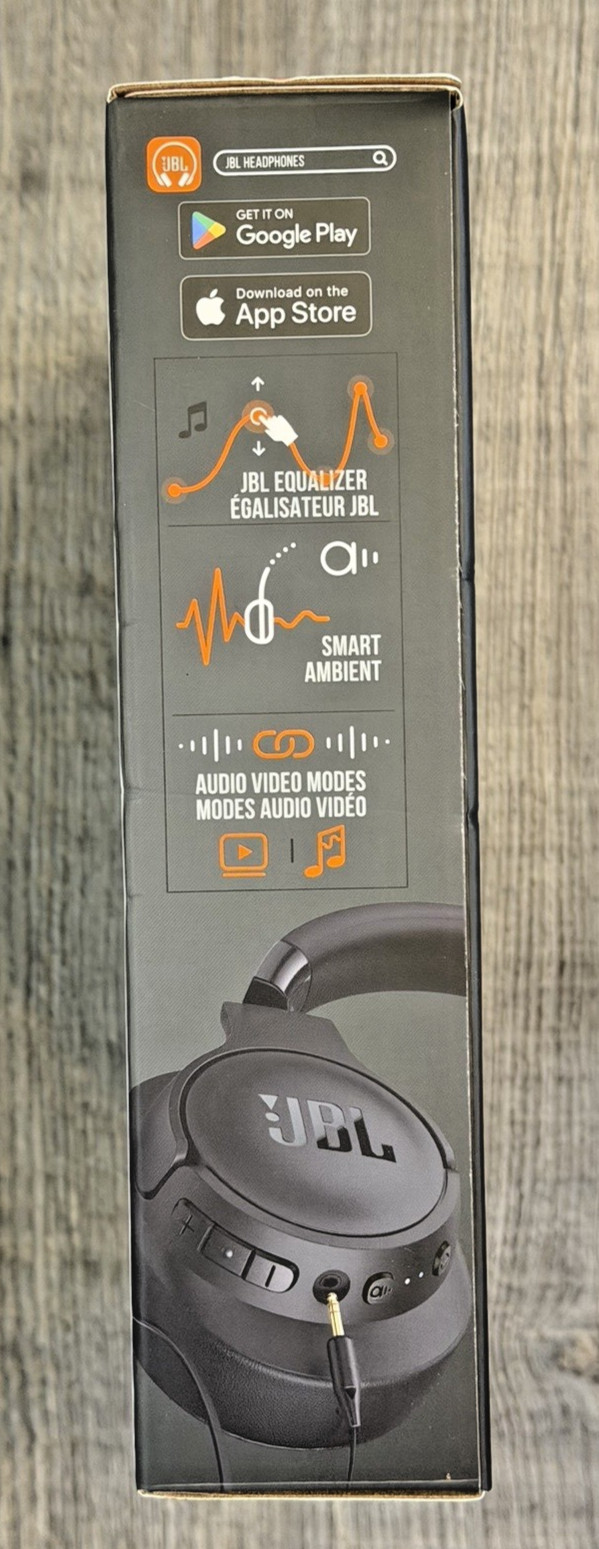 JBL
JBL HEADPHONES
GET IT ON
Google Play
Download on the
App Store
JBL EQUALIZER
ÉGALISATEUR JBL
SMART
AMBIENT
AUDIO VIDEO MODES
MODES AUDIO VIDÉO
JBL